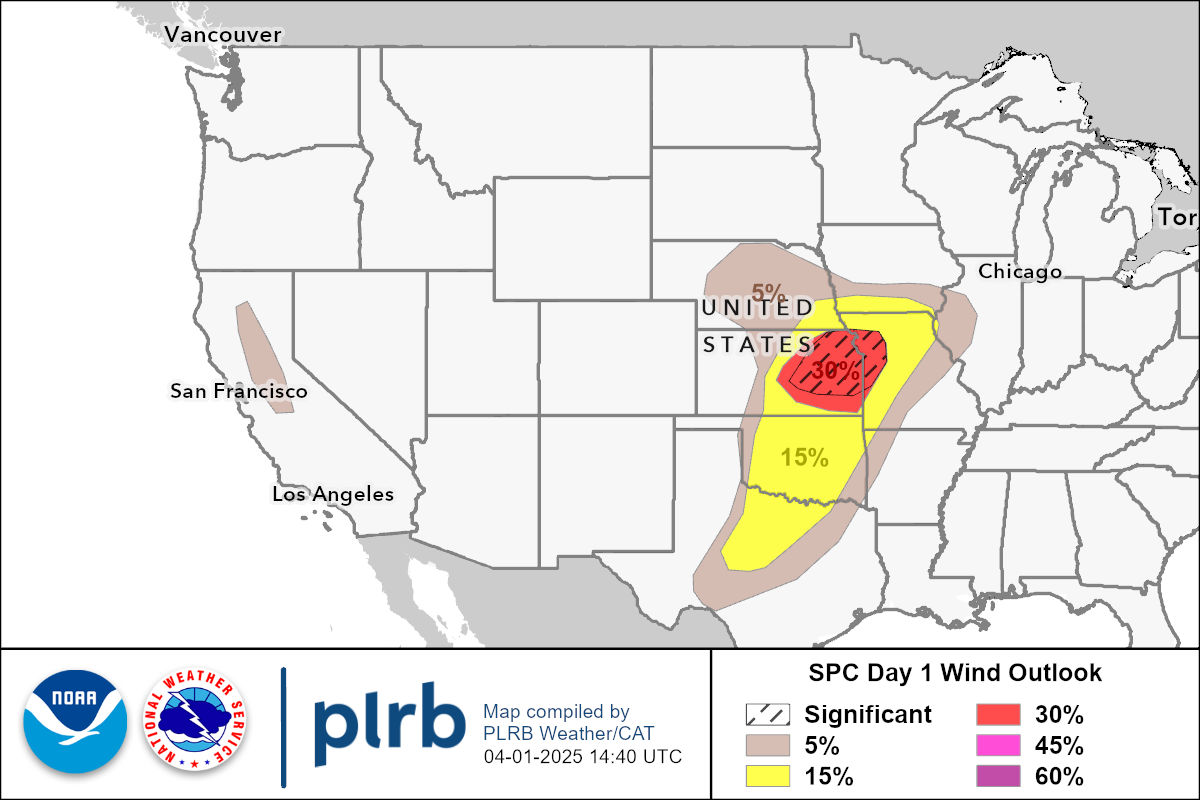 Vancouver
Tor
Chicago
5%
UNITED
STATES
30%
San Francisco
15%
Los Angeles
NOAA
NATIONAL WEATHER SERVICE
plrb
Map compiled by
PLRB Weather/CAT
04-01-2025 14:40 UTC
SPC Day 1 Wind Outlook
Significant
5%
15%
30%
45%
60%